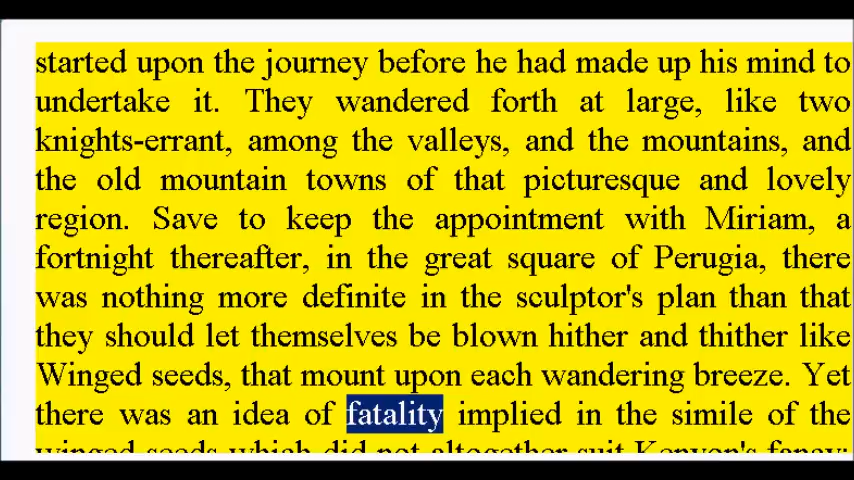 started upon the journey before he had made up his mind to
undertake it. They wandered forth at large, like two
knights-errant, among the valleys, and the mountains, and
the old mountain towns of that picturesque and lovely
region. Save to keep the appointment with Miriam, a
fortnight thereafter, in the great square of Perugia, there
was nothing more definite in the sculptor's plan than that
they should let themselves be blown hither and thither like
Winged seeds, that mount upon each wandering breeze. Yet
there was an idea of fatality implied in the simile of the
winged seeds which did not altogether suit Kenyon's fancy;